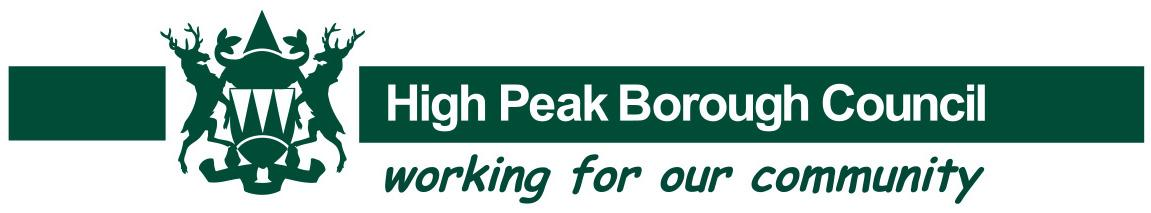 High Peak Borough Council
working for our community